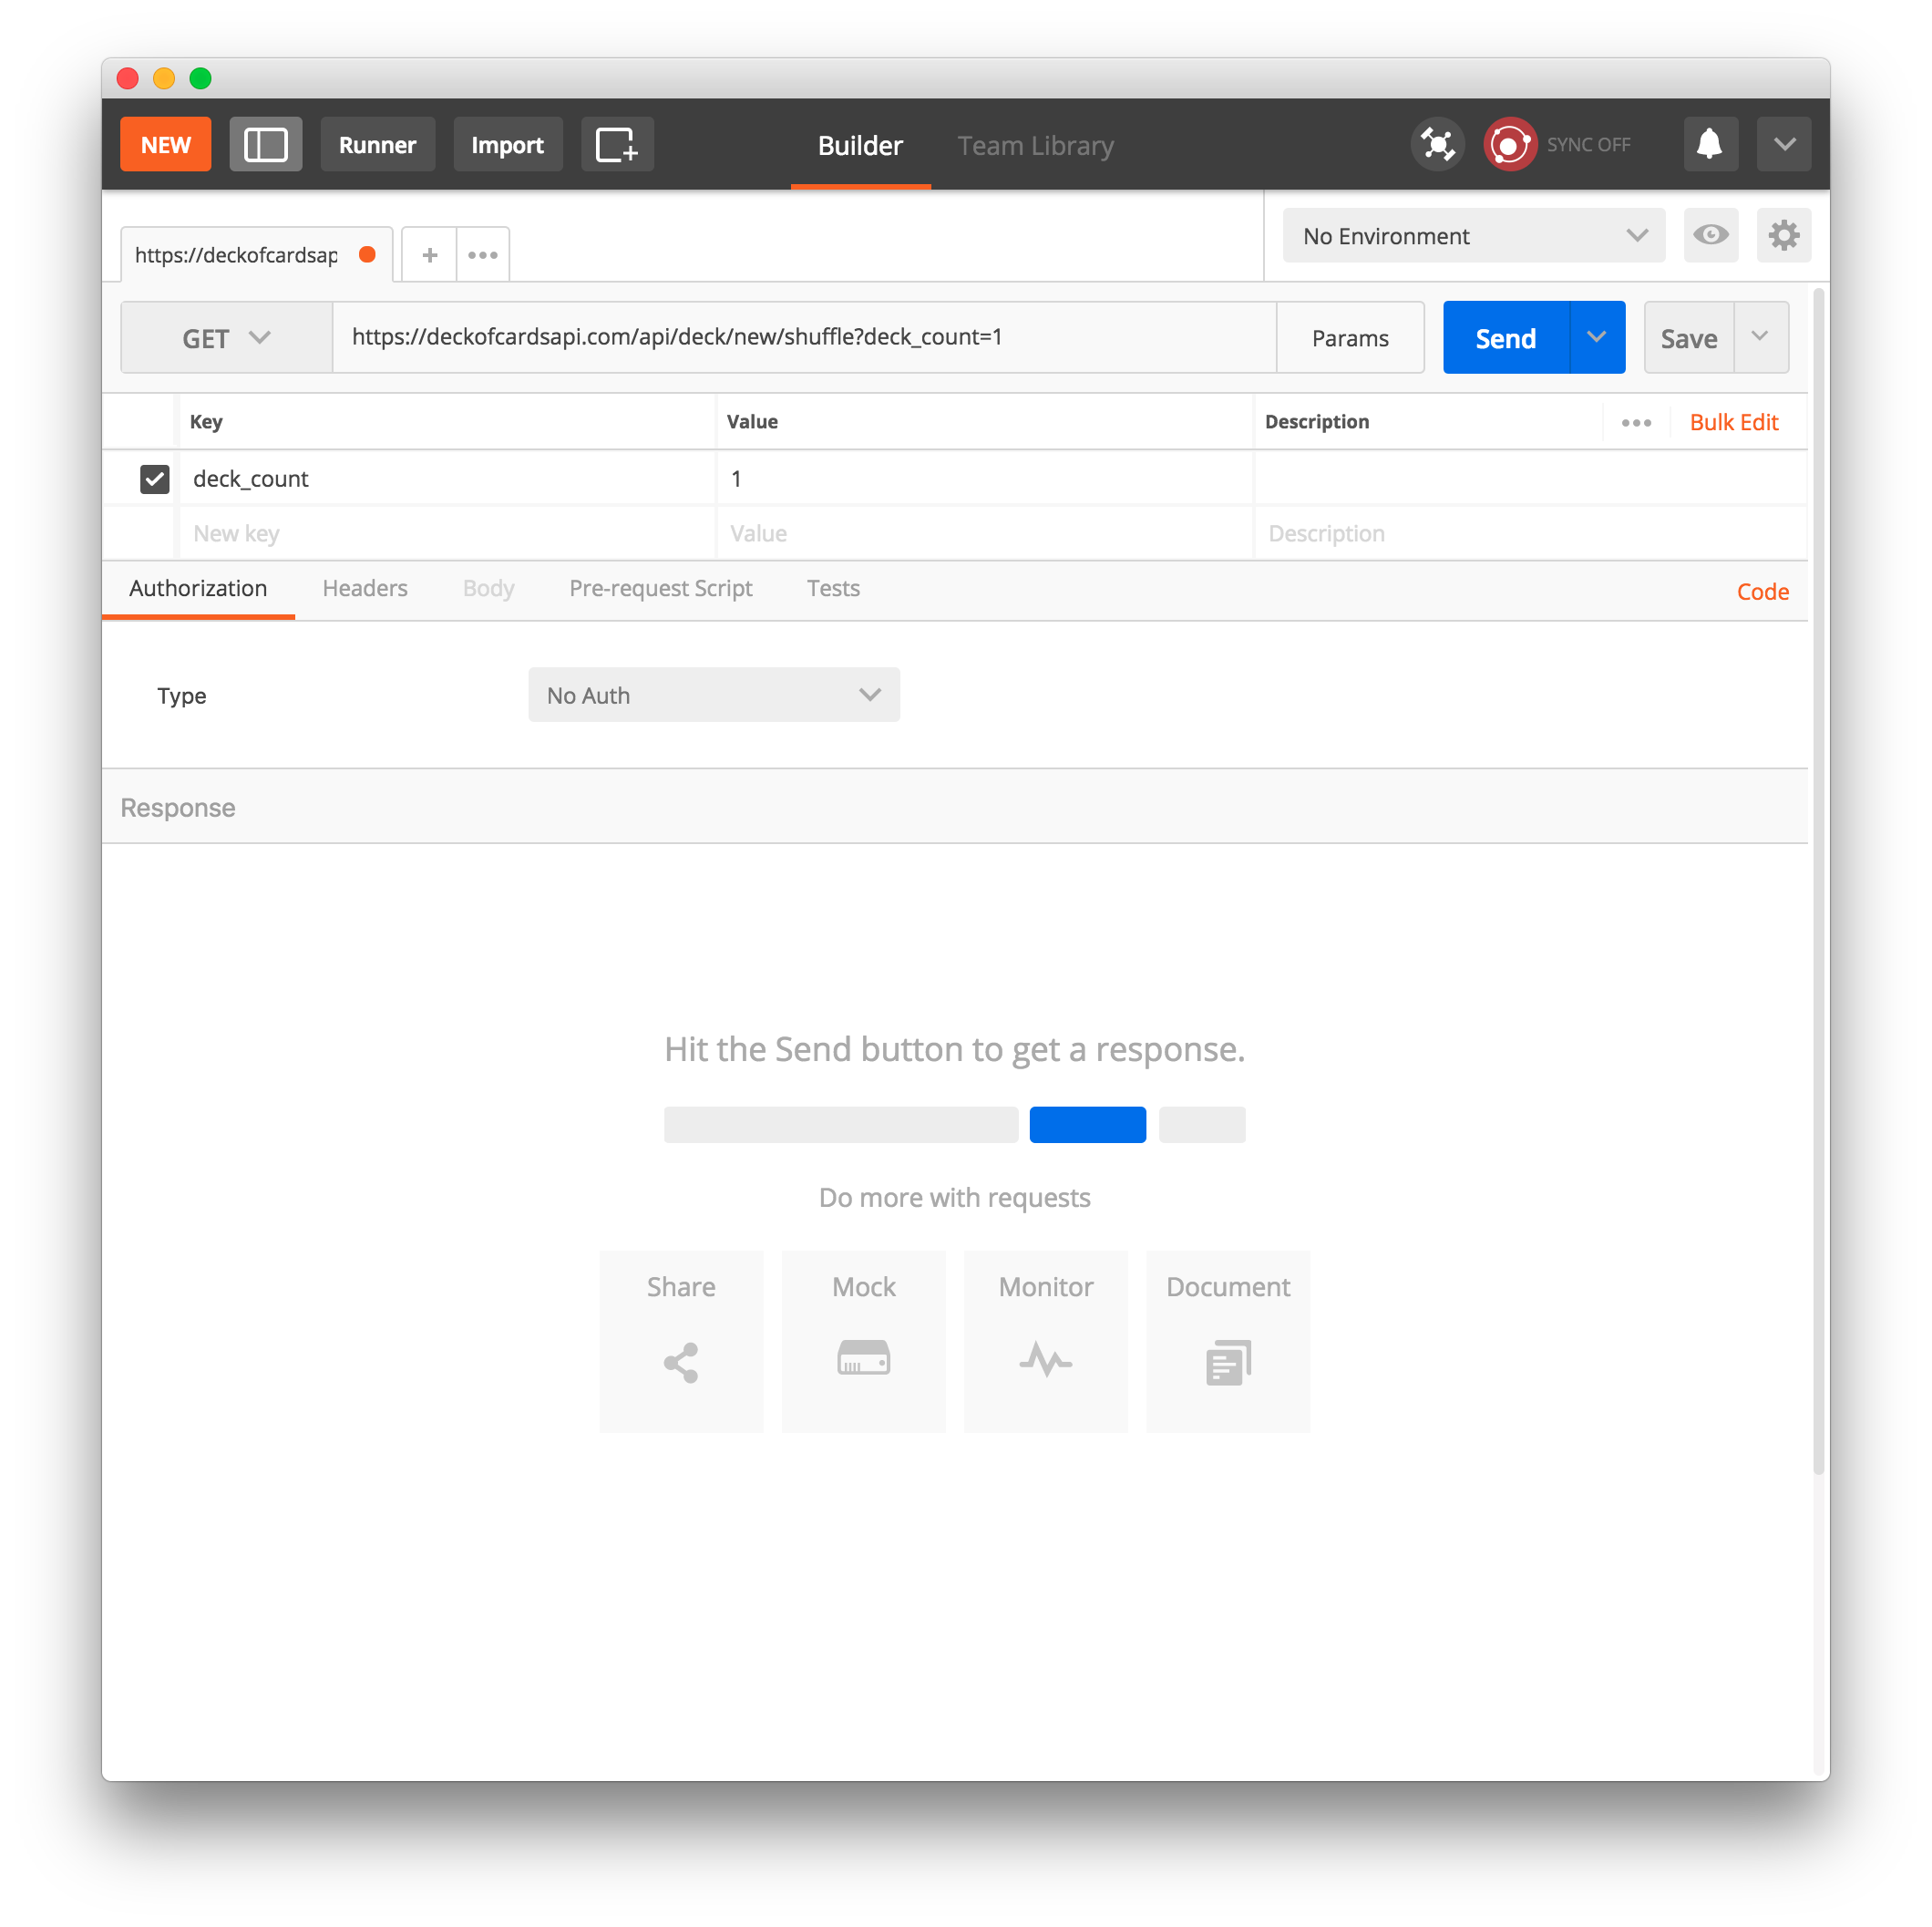 NEW Runner Import Builder Team Library SYNC OFF
https://deckofcardsap + ••• No Environment
GET https://deckofcardsapi.com/api/deck/new/shuffle?deck_count=1 Params Send Save
Key Value Description ••• Bulk Edit
deck_count 1
New key Value Description
Authorization Headers Body Pre-request Script Tests Code
Type No Auth
Response
Hit the Send button to get a response.
Do more with requests
Share Mock Monitor Document